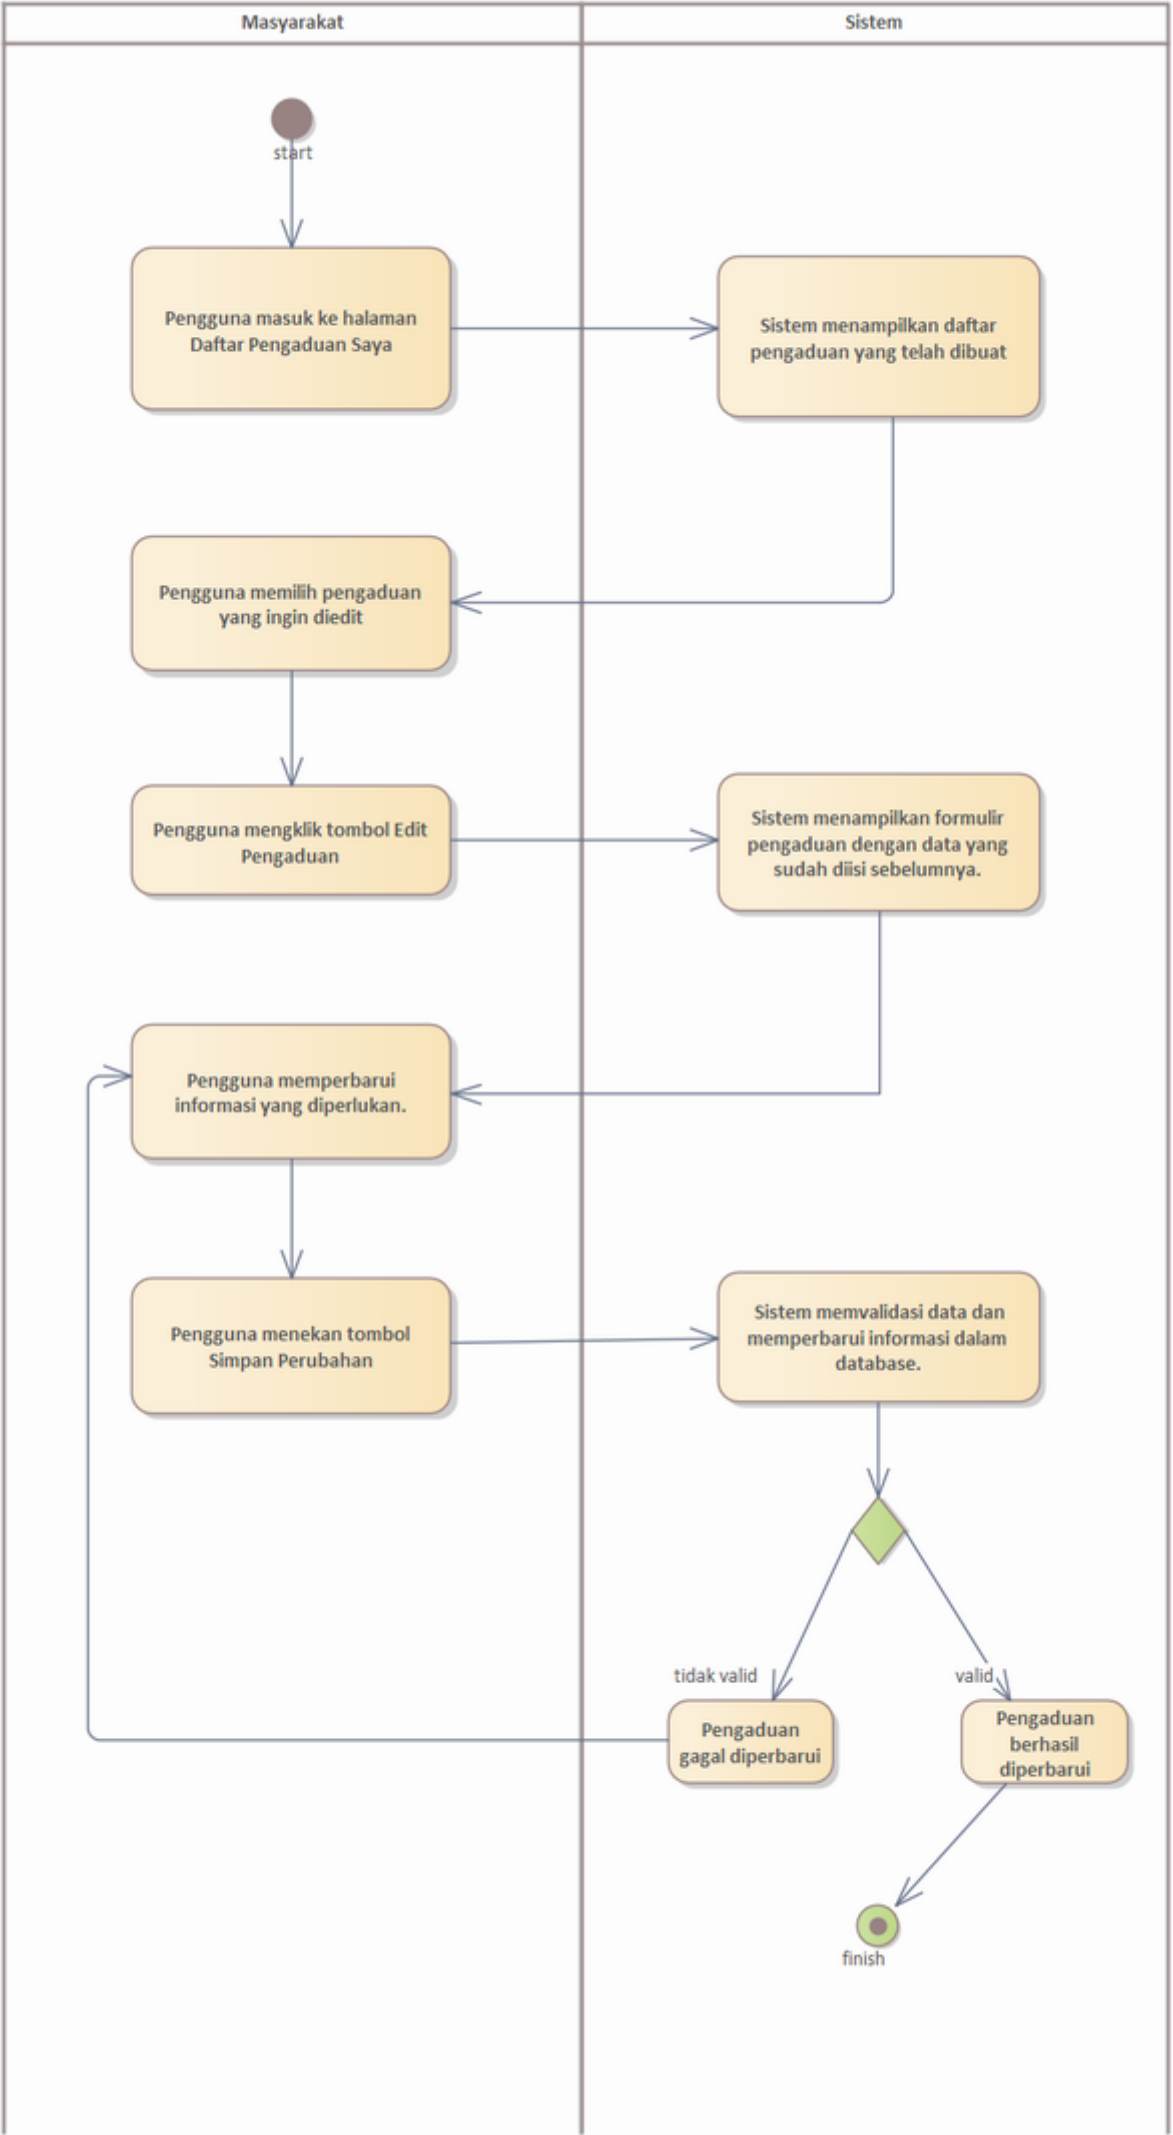 Masyarakat
Sistem
start
Pengguna masuk ke halaman
Daftar Pengaduan Saya
Sistem menampilkan daftar
pengaduan yang telah dibuat
Pengguna memilih pengaduan
yang ingin diedit
Pengguna mengklik tombol Edit
Pengaduan
Sistem menampilkan formulir
pengaduan dengan data yang
sudah diisi sebelumnya.
Pengguna memperbarui
informasi yang diperlukan.
Pengguna menekan tombol
Simpan Perubahan
Sistem memvalidasi data dan
memperbarui informasi dalam
database.
tidak valid
valid
Pengaduan
gagal diperbarui
Pengaduan
berhasil
diperbarui
finish